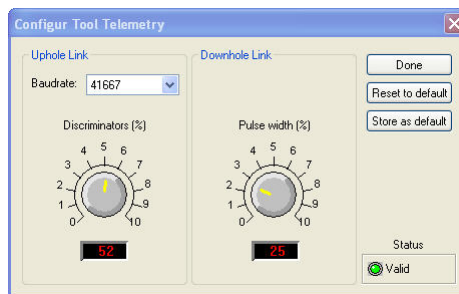 Configur Tool Telemetry
Uphole Link
Baudrate: 41667
Discriminators (%)
0 1 2 3 4 5 6 7 8 9 10
52
Downhole Link
Pulse width (%)
0 1 2 3 4 5 6 7 8 9 10
25
Done
Reset to default
Store as default
Status
Valid